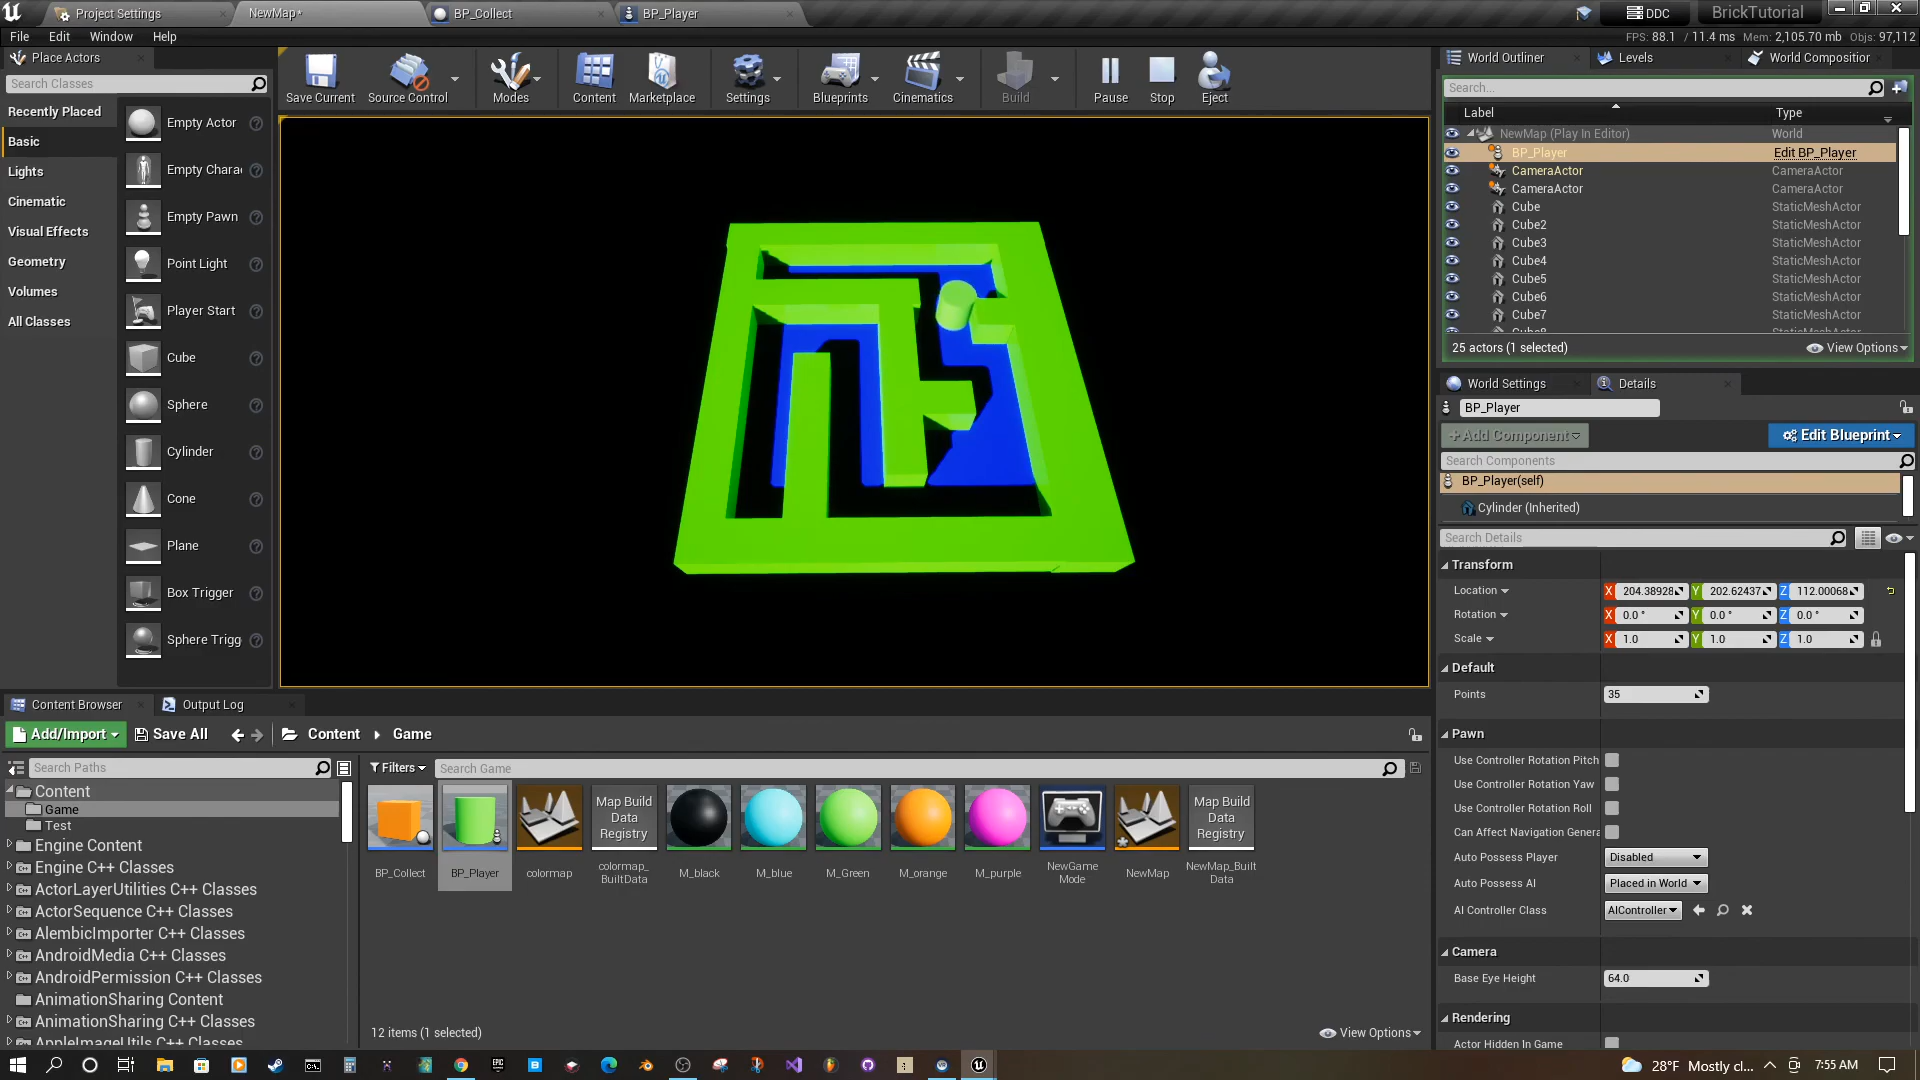 Project Settings
NewMap*
BP_Collect
BP_Player
DDC
BrickTutorial
File
Edit
Window
Help
FPS: 88.1 / 11.4 ms
Mem: 2,105.70 mb
Objs: 97,112
Place Actors
Search Classes
Recently Placed
Basic
Lights
Cinematic
Visual Effects
Geometry
Volumes
All Classes
Empty Actor
Empty Charac
Empty Pawn
Point Light
Player Start
Cube
Sphere
Cylinder
Cone
Plane
Box Trigger
Sphere Trigg
Save Current
Source Control
Modes
Content
Marketplace
Settings
Blueprints
Cinematics
Build
Pause
Stop
Eject
World Outliner
Levels
World Compositior
Search...
Label
Type
NewMap (Play In Editor)
World
BP_Player
Edit BP_Player
CameraActor
CameraActor
CameraActor
CameraActor
Cube
StaticMeshActor
Cube2
StaticMeshActor
Cube3
StaticMeshActor
Cube4
StaticMeshActor
Cube5
StaticMeshActor
Cube6
StaticMeshActor
Cube7
StaticMeshActor
Cube8
StaticMeshActor
25 actors (1 selected)
View Options
World Settings
Details
BP_Player
+Add Component
Edit Blueprint
Search Components
BP_Player(self)
Cylinder (Inherited)
Search Details
Transform
Location
X 204.38928
Y 202.62437
Z 112.00068
Rotation
X 0.0 °
Y 0.0 °
Z 0.0 °
Scale
X 1.0
Y 1.0
Z 1.0
Default
Points
35
Pawn
Use Controller Rotation Pitch
Use Controller Rotation Yaw
Use Controller Rotation Roll
Can Affect Navigation Genera
Auto Possess Player
Disabled
Auto Possess AI
Placed in World
AI Controller Class
AIController
Camera
Base Eye Height
64.0
Rendering
Actor Hidden In Game
Content Browser
Output Log
Add/Import
Save All
Content
Game
Search Paths
Filters
Search Game
Content
Game
Test
Engine Content
Engine C++ Classes
ActorLayerUtilities C++ Classes
ActorSequence C++ Classes
AlembicImporter C++ Classes
AndroidMedia C++ Classes
AndroidPermission C++ Classes
AnimationSharing Content
AnimationSharing C++ Classes
AppleImageUtils C++ Classes
Map Build
Data
Registry
Map Build
Data
Registry
BP_Collect
BP_Player
colormap
colormap_
BuiltData
M_black
M_blue
M_Green
M_orange
M_purple
NewGame
Mode
NewMap
NewMap_Built
Data
12 items (1 selected)
View Options
28°F Mostly cl...
7:55 AM